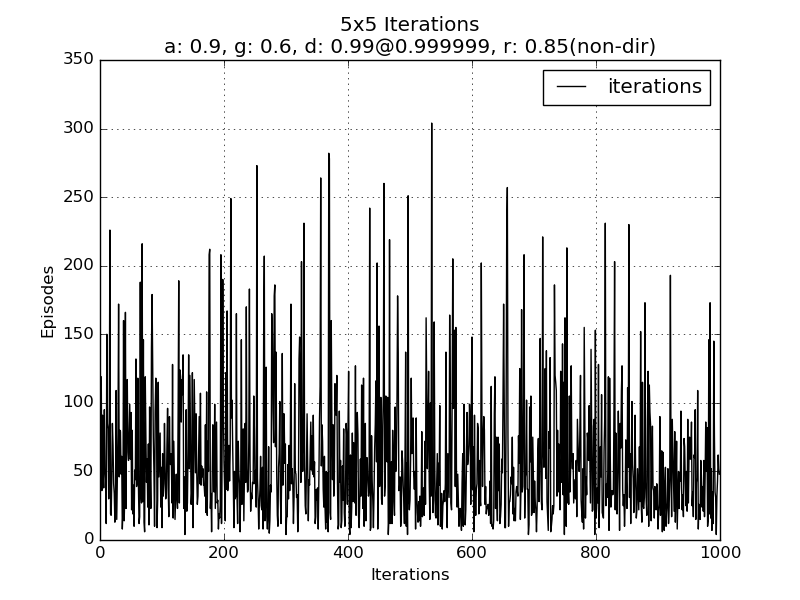 5x5 Iterations
a: 0.9, g: 0.6, d: 0.99@0.999999, r: 0.85(non-dir)
iterations
350
300
250
200
150
100
50
0
Episodes
0 200 400 600 800 1000
Iterations